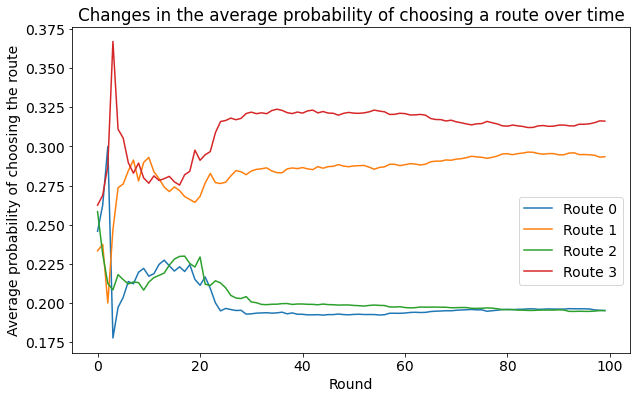 Changes in the average probability of choosing a route over time
Average probability of choosing the route
0.375
0.350
0.325
0.300
0.275
0.250
0.225
0.200
0.175
Route 0
Route 1
Route 2
Route 3
0 20 40 60 80 100
Round